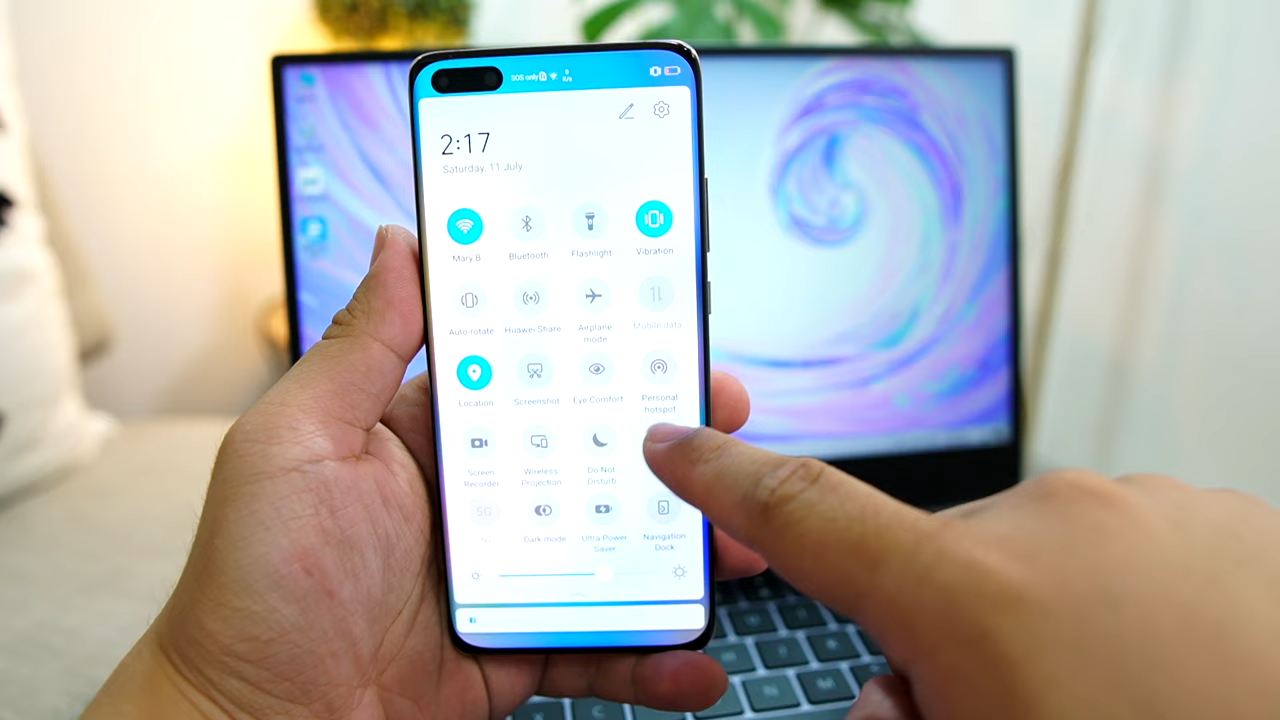 SOS only
2:17
Saturday, 11 July
Mary B
Bluetooth
Flashlight
Vibration
Auto-rotate
Huawei Share
Airplane
mode
Mobile data
Location
Screenshot
Eye Comfort
Personal
hotspot
Screen
Recorder
Wireless
Projection
Do Not
Disturb
5G
5G
Dark mode
Ultra Power
Saver
Navigation
Dock